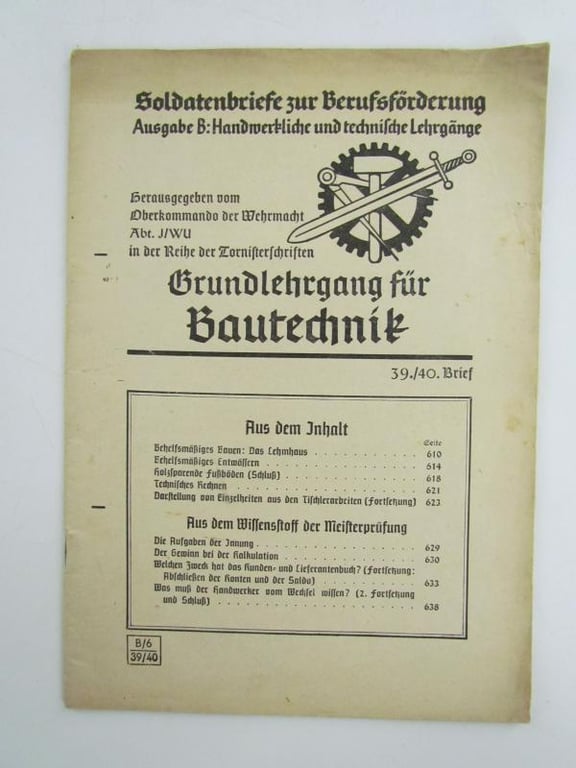 Soldatenbriefe zur Berufsförderung
Ausgabe B: Handwerkliche und technische Lehrgänge
Herausgegeben vom
Oberkommando der Wehrmacht
Abt. J/WU
in der Reihe der Tornisterschriften
Grundlehrgang für
Bautechnik
39./40. Brief
Aus dem Inhalt
Seite
Behelfsmäßiges Bauen: Das Lehmhaus . . . . . . . . . . . 610
Behelfsmäßiges Entwässern . . . . . . . . . . . . . . . 614
Holzsparende Fußböden (Schluß) . . . . . . . . . . . . . 618
Technisches Rechnen . . . . . . . . . . . . . . . . . . 621
Darstellung von Einzelheiten aus den Tischlerarbeiten (Fortsetzung) 623
Aus dem Wissensstoff der Meisterprüfung
Die Aufgaben der Innung . . . . . . . . . . . . . . . . 629
Der Gewinn bei der Kalkulation . . . . . . . . . . . . . 630
Welchen Zweck hat das Kunden- und Lieferantenbuch? (Fortsetzung:
Abschließen der Konten und der Saldo) . . . . . . . . . 633
Was muß der Handwerker vom Wechsel wissen? (2. Fortsetzung
und Schluß) . . . . . . . . . . . . . . . . . . . . . . 638
B/6
39/40